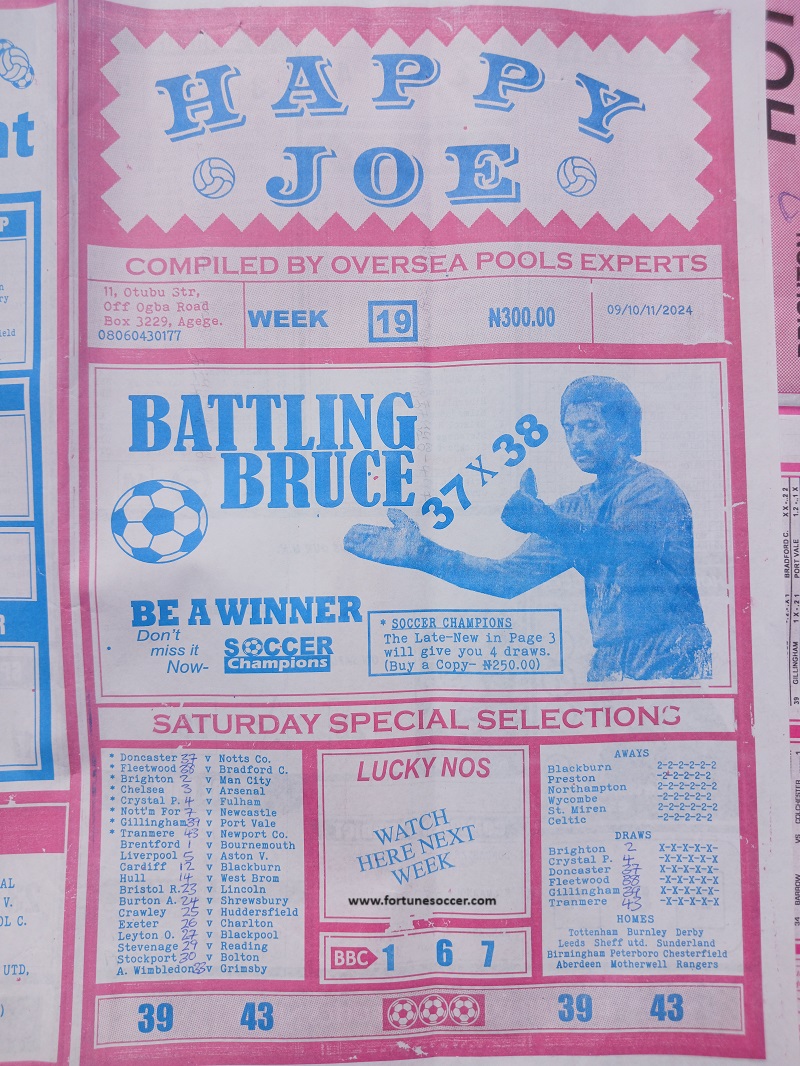 HAPPY
JOE
COMPILED BY OVERSEA POOLS EXPERTS
11, Otubu Str,
Off Ogba Road
Box 3229, Agege.
08060430177
WEEK 19
₦300.00
09/10/11/2024
BATTLING
BRUCE
37 X 38
BE A WINNER
Don't
miss it
Now-
SOCCER
Champions
* SOCCER CHAMPIONS
The Late-New in Page 3
will give you 4 draws.
(Buy a Copy- ₦250.00)
SATURDAY SPECIAL SELECTIONS
* Doncaster 37 v Notts Co.
* Fleetwood 38 v Bradford C.
* Brighton 2 v Man City
* Chelsea 3 v Arsenal
* Crystal P. 4 v Fulham
* Nott'm For 7 v Newcastle
* Gillingham 39 v Port Vale
* Tranmere 43 v Newport Co.
Brentford 1 v Bournemouth
Liverpool 5 v Aston V.
Cardiff 12 v Blackburn
Hull 14 v West Brom
Bristol R. 23 v Lincoln
Burton A. 24 v Shrewsbury
Crawley 25 v Huddersfield
Exeter 26 v Charlton
Leyton O. 27 v Blackpool
Stevenage 29 v Reading
Stockport 30 v Bolton
A. Wimbledon 33 v Grimsby
LUCKY NOS
WATCH
HERE NEXT
WEEK
www.fortunesoccer.com
BBC 1 6 7
AWAYS
Blackburn 2-2-2-2-2-2
Preston -2-2-2-2-2
Northampton 2-2-2-2-2-2
Wycombe -2-2-2-2-2
St. Miren 2-2-2-2-2-2
Celtic -2-2-2-2-2
DRAWS
Brighton 2 X-X-X-X-X-
Crystal P. 4 -X-X-X-X-X
Doncaster 37 X-X-X-X-X-
Fleetwood 38 -X-X-X-X-X
Gillingham 39 X-X-X-X-X-
Tranmere 43 -X-X-X-X-X
HOMES
Tottenham Burnley Derby
Leeds Sheff utd. Sunderland
Birmingham Peterboro Chesterfield
Aberdeen Motherwell Rangers
39 43
39 43